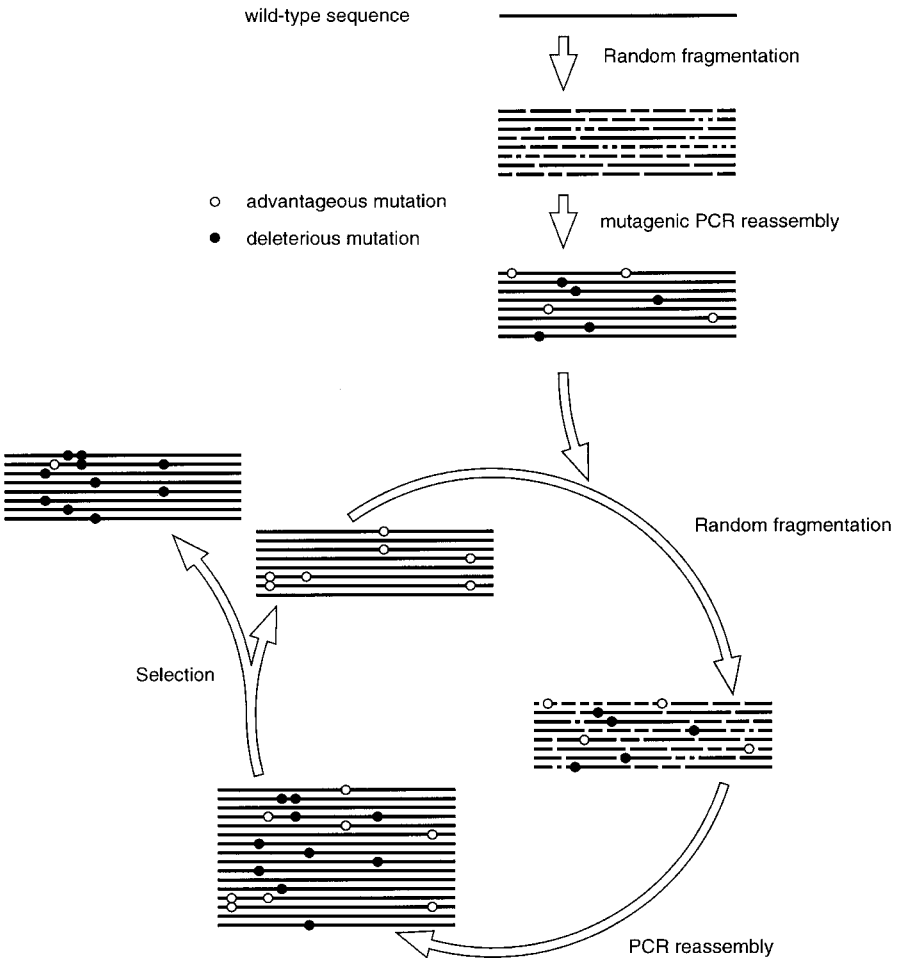 wild-type sequence
Random fragmentation
mutagenic PCR reassembly
advantageous mutation
deleterious mutation
Random fragmentation
Selection
PCR reassembly